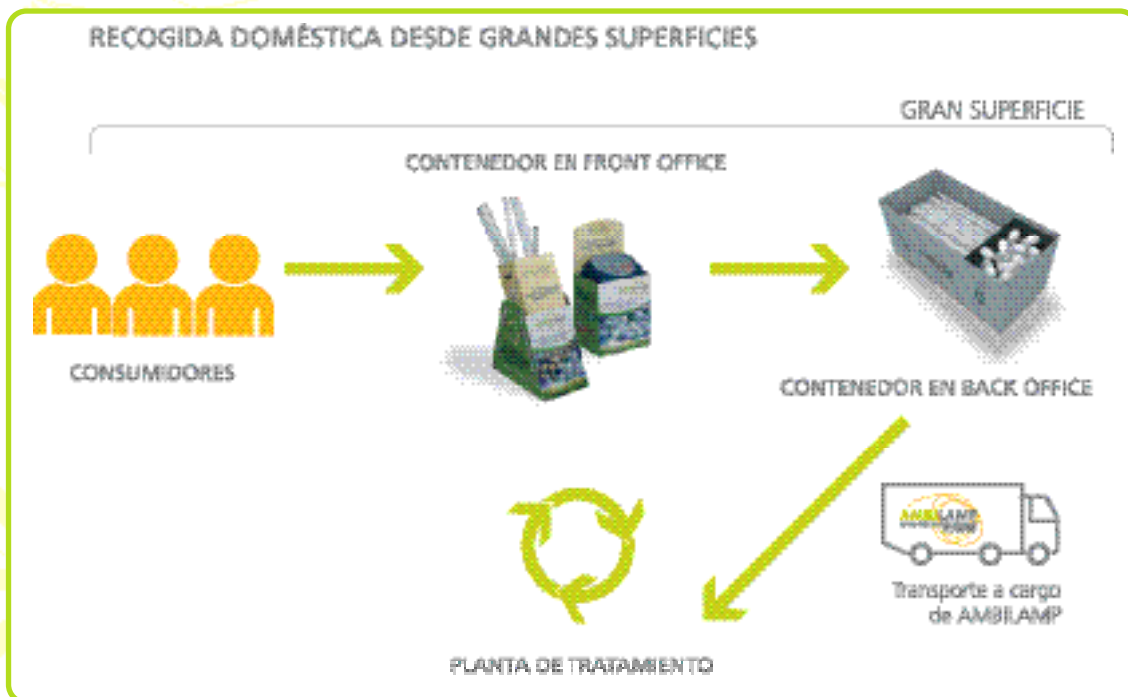 RECOGIDA DOMÉSTICA DESDE GRANDES SUPERFICIES
GRAN SUPERFICIE
CONTENEDOR EN FRONT OFFICE
CONSUMIDORES
CONTENEDOR EN BACK OFFICE
AMBILAMP
Transporte a cargo
de AMBILAMP
PLANTA DE TRATAMIENTO